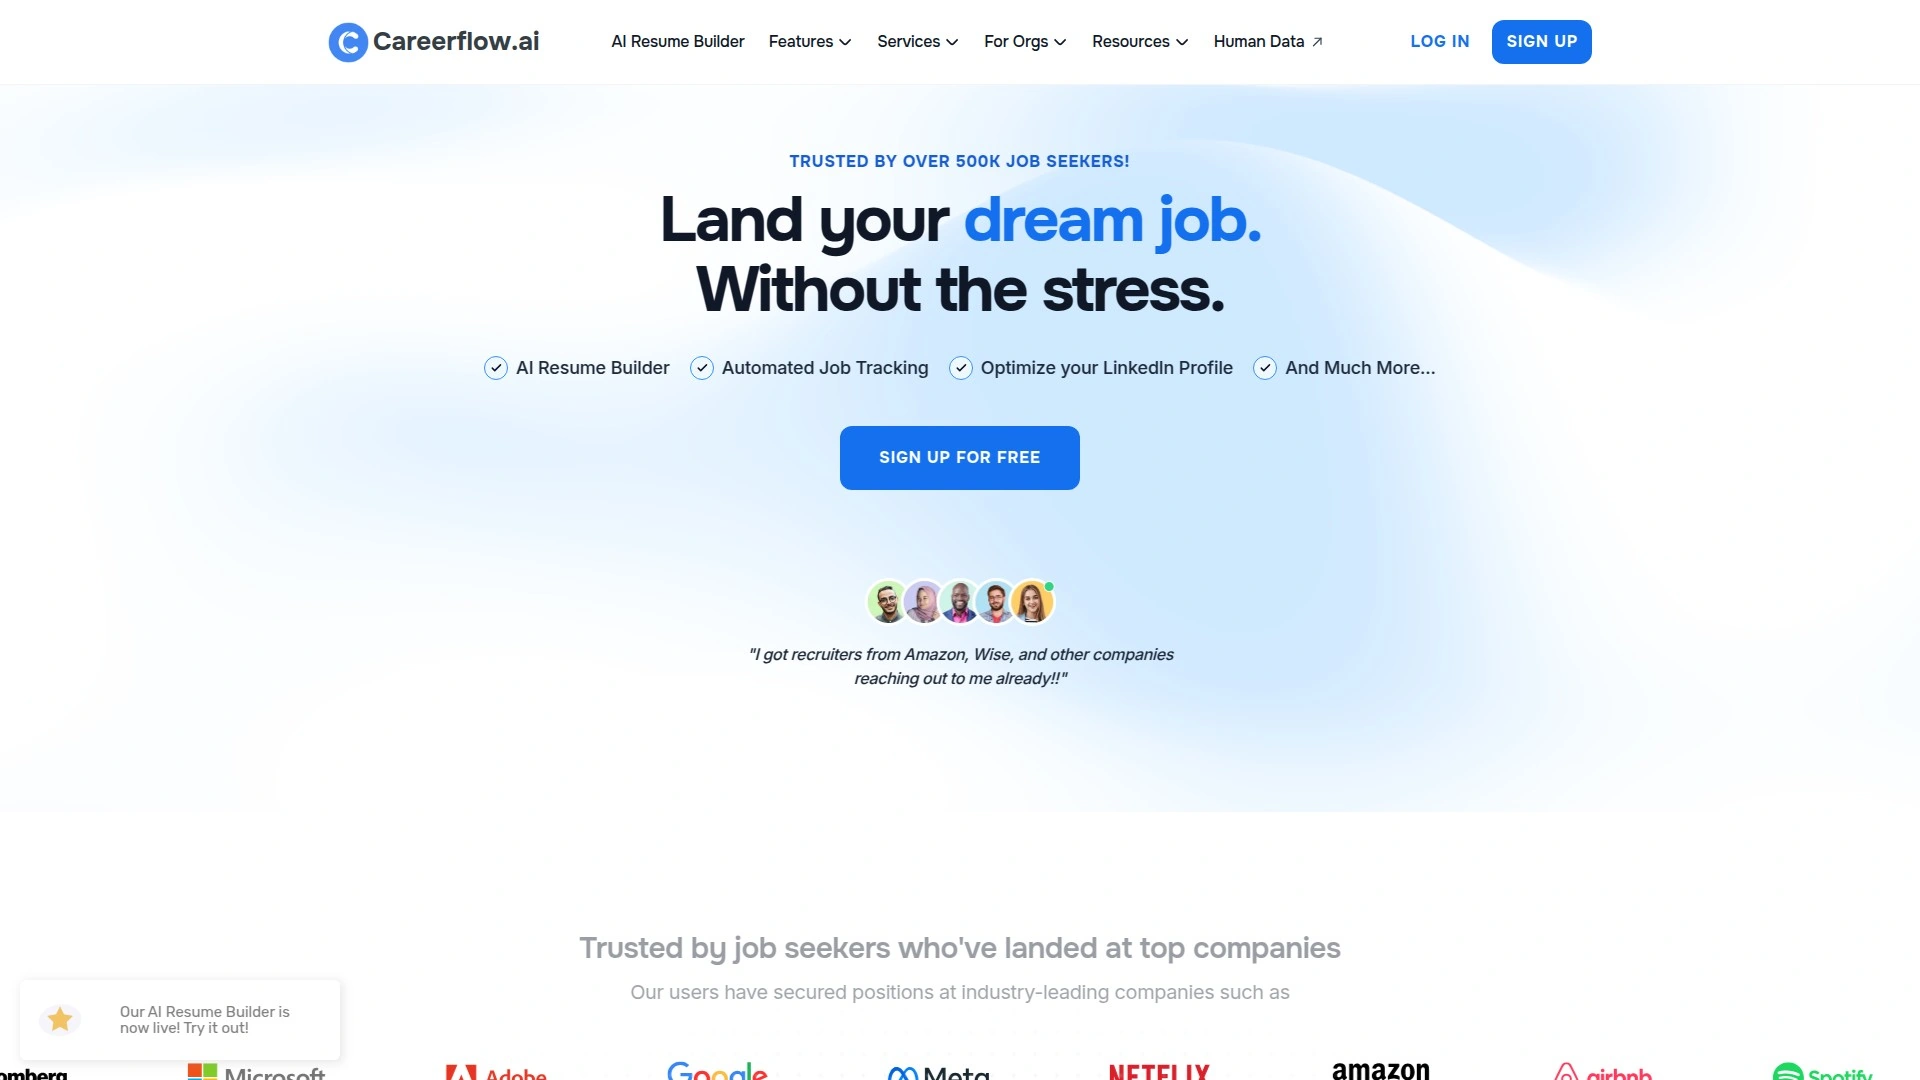 Careerflow.ai
AI Resume Builder
Features
Services
For Orgs
Resources
Human Data
LOG IN
SIGN UP
TRUSTED BY OVER 500K JOB SEEKERS!
Land your dream job.
Without the stress.
AI Resume Builder
Automated Job Tracking
Optimize your LinkedIn Profile
And Much More...
SIGN UP FOR FREE
"I got recruiters from Amazon, Wise, and other companies
reaching out to me already!!"
Trusted by job seekers who've landed at top companies
Our users have secured positions at industry-leading companies such as
Our AI Resume Builder is
now live! Try it out!
omberg
Microsoft
Adobe
Google
Meta
NETFLIX
amazon
airbnb
Spotify